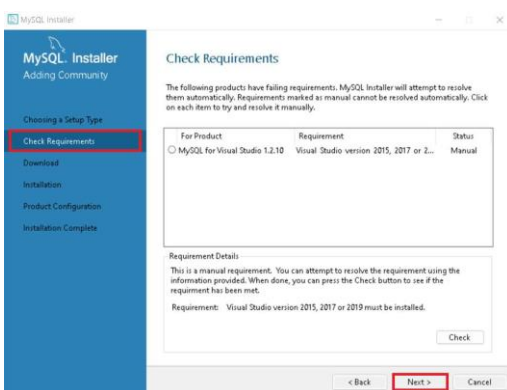 MySQL Installer
MySQL. Installer
Adding Community
Choosing a Setup Type
Check Requirements
Download
Installation
Product Configuration
Installation Complete
Check Requirements
The following products have failing requirements. MySQL Installer will attempt to resolve
them automatically. Requirements marked as manual cannot be resolved automatically. Click
on each item to try and resolve it manually.
For Product Requirement Status
MySQL for Visual Studio 1.2.10 Visual Studio version 2015, 2017 or 2... Manual
Requirement Details
This is a manual requirement. You can attempt to resolve the requirement using the
information provided. When done, you can press the Check button to see if the
requirment has been met.
Requirement: Visual Studio version 2015, 2017 or 2019 must be installed.
Check
< Back Next > Cancel